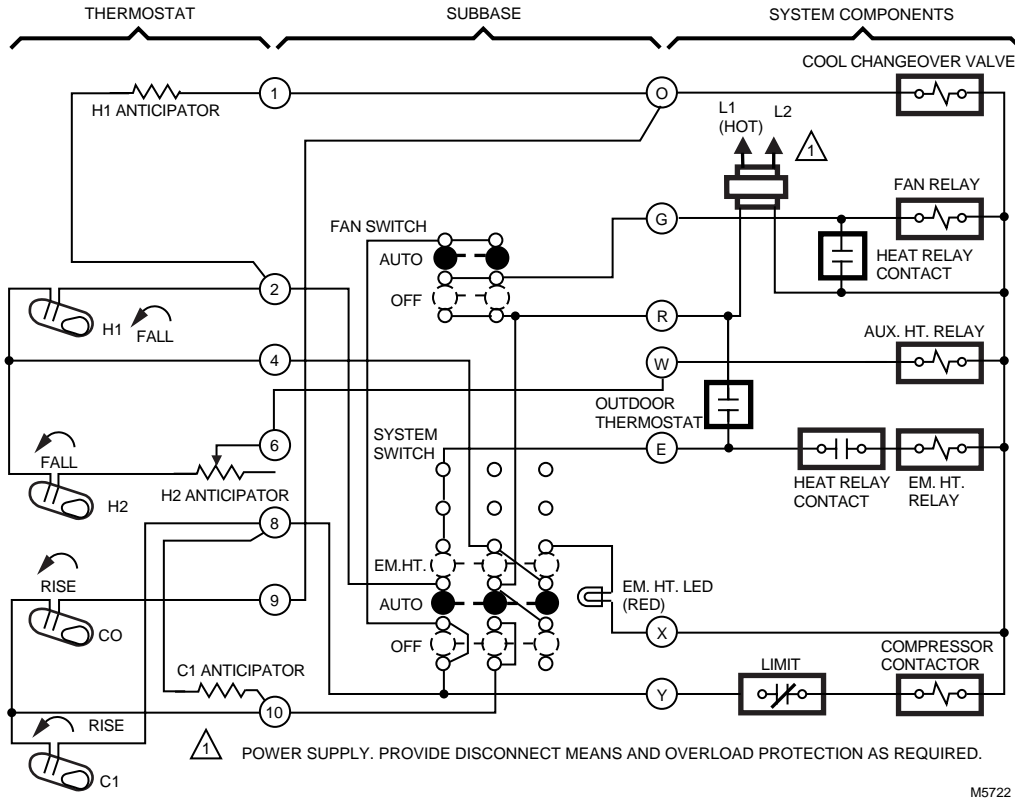 THERMOSTAT
SUBBASE
SYSTEM COMPONENTS
COOL CHANGEOVER VALVE
H1 ANTICIPATOR
1
O
L1
(HOT)
L2
1
FAN RELAY
FAN SWITCH
G
AUTO
HEAT RELAY
CONTACT
2
OFF
H1
FALL
R
AUX. HT. RELAY
4
W
OUTDOOR
THERMOSTAT
SYSTEM
SWITCH
6
E
FALL
H2 ANTICIPATOR
HEAT RELAY
CONTACT
EM. HT.
RELAY
H2
8
EM.HT.
RISE
9
AUTO
EM. HT. LED
(RED)
CO
X
OFF
C1 ANTICIPATOR
LIMIT
COMPRESSOR
CONTACTOR
Y
10
RISE
C1
1
POWER SUPPLY. PROVIDE DISCONNECT MEANS AND OVERLOAD PROTECTION AS REQUIRED.
M5722